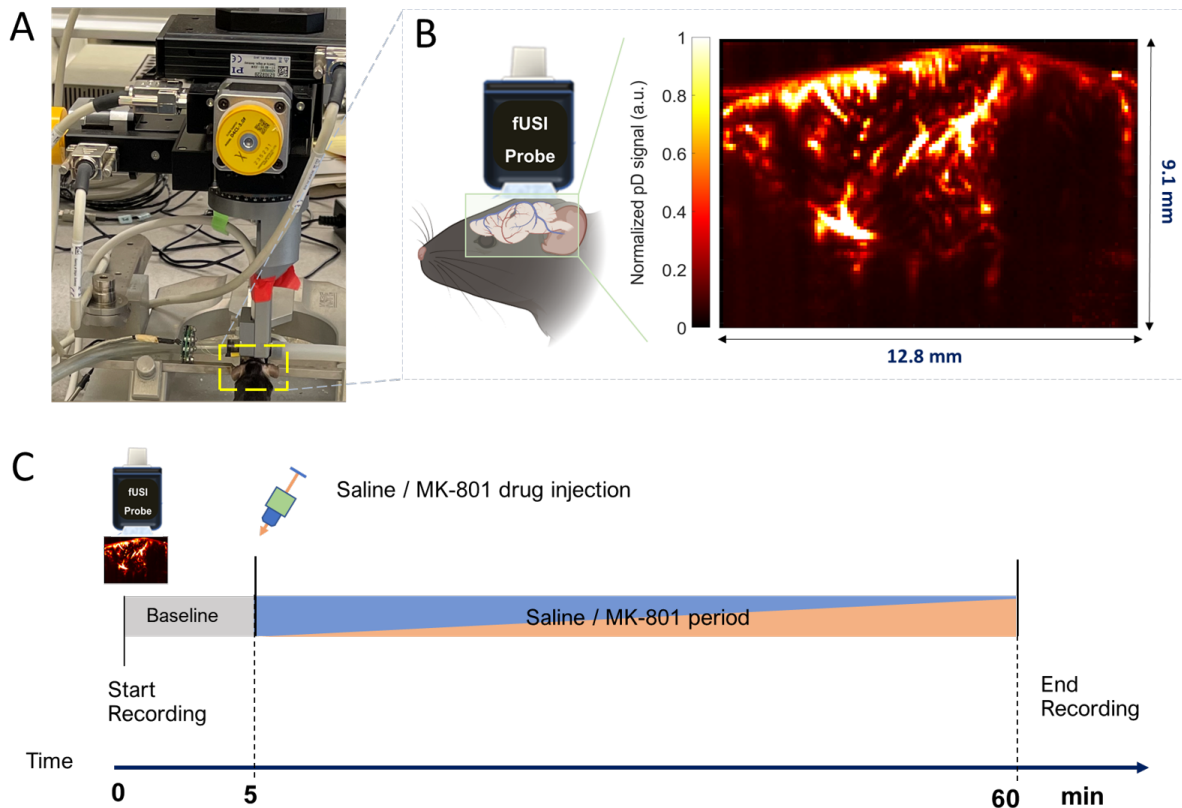 A
B
PI
fUSI
Probe
Normalized pD signal (a.u.)
1
0.8
0.6
0.4
0.2
0
9.1 mm
12.8 mm
C
fUSI
Probe
Saline / MK-801 drug injection
Baseline
Saline / MK-801 period
Start
Recording
End
Recording
Time
0
5
60
min